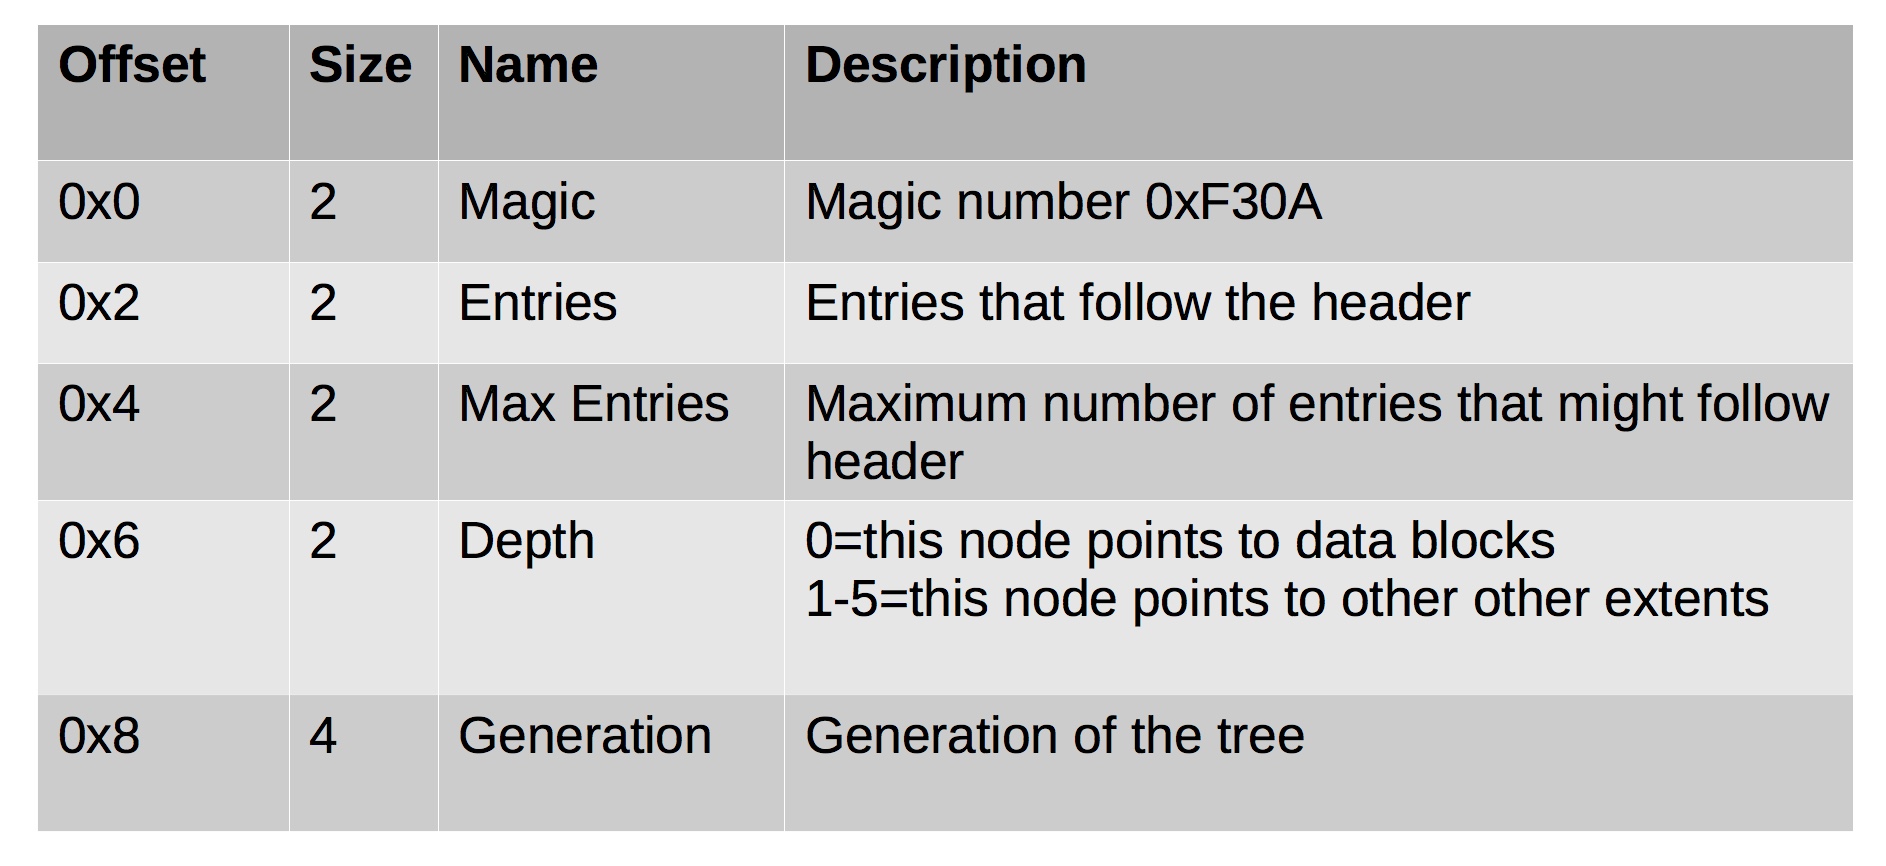 Offset Size Name Description
0x0 2 Magic Magic number 0xF30A
0x2 2 Entries Entries that follow the header
0x4 2 Max Entries Maximum number of entries that might follow
header
0x6 2 Depth 0=this node points to data blocks
1-5=this node points to other other extents
0x8 4 Generation Generation of the tree